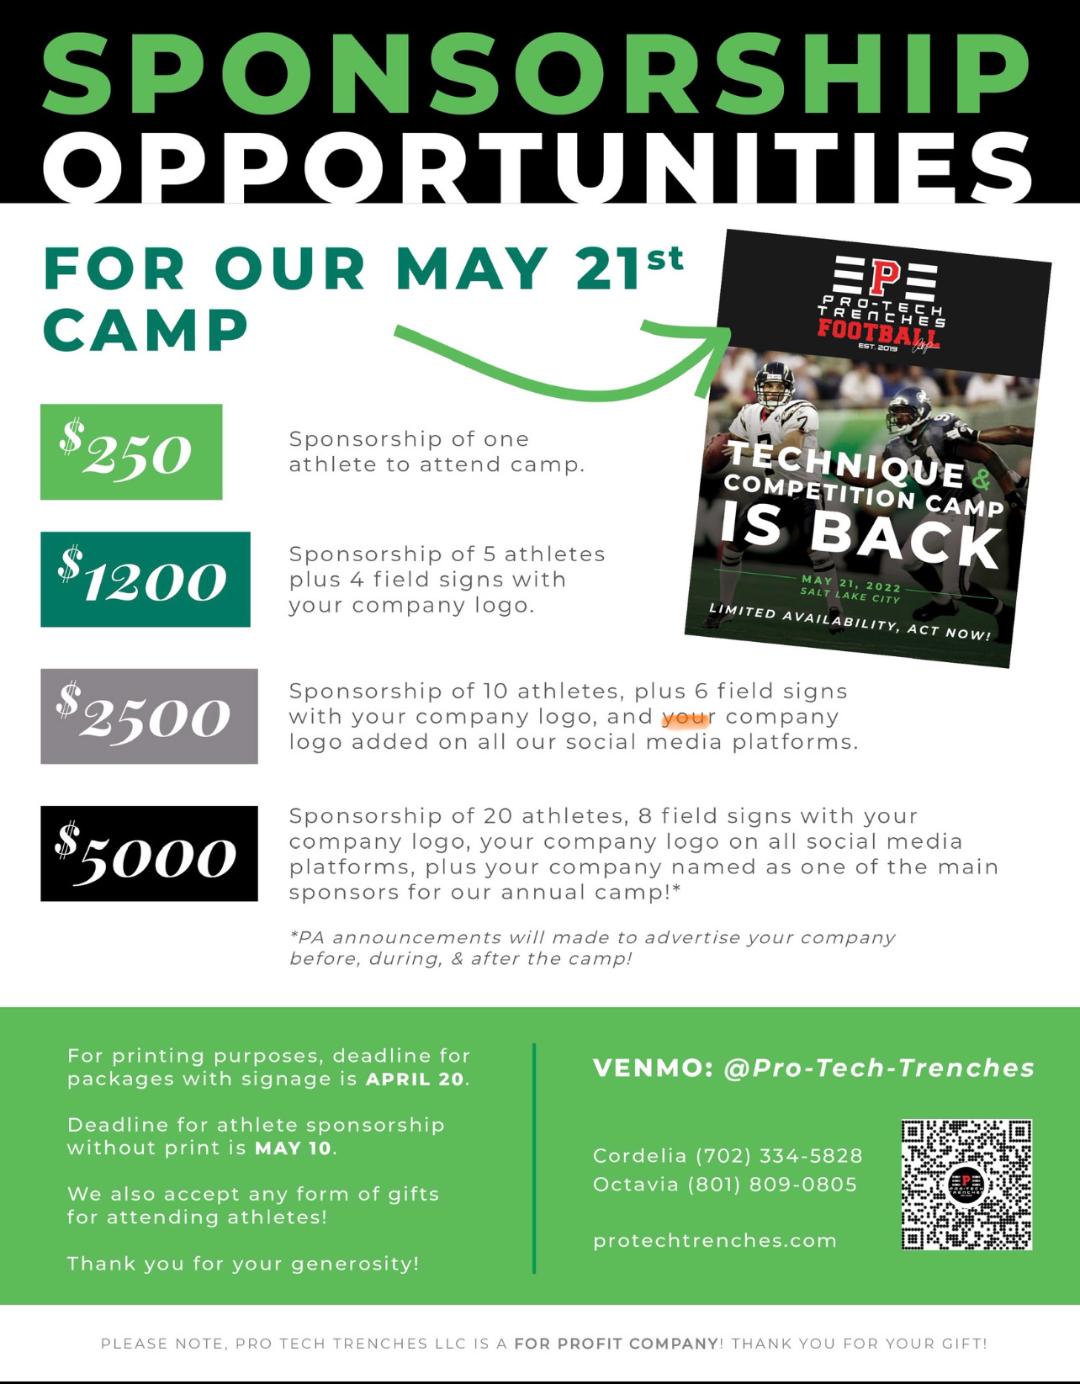 SPONSORSHIP
OPPORTUNITIES
FOR OUR MAY 21st
CAMP
PRO-TECH
TRENCHES
FOOTBALL
EST. 2019
TECHNIQUE &
COMPETITION CAMP
IS BACK
MAY 21, 2022
SALT LAKE CITY
LIMITED AVAILABILITY, ACT NOW!
$250
Sponsorship of one
athlete to attend camp.
$1200
Sponsorship of 5 athletes
plus 4 field signs with
your company logo.
$2500
Sponsorship of 10 athletes, plus 6 field signs
with your company logo, and your company
logo added on all our social media platforms.
$5000
Sponsorship of 20 athletes, 8 field signs with your
company logo, your company logo on all social media
platforms, plus your company named as one of the main
sponsors for our annual camp!*
*PA announcements will made to advertise your company
before, during, & after the camp!
For printing purposes, deadline for
packages with signage is APRIL 20.
Deadline for athlete sponsorship
without print is MAY 10.
We also accept any form of gifts
for attending athletes!
Thank you for your generosity!
VENMO: @Pro-Tech-Trenches
Cordelia (702) 334-5828
Octavia (801) 809-0805
protechtrenches.com
PLEASE NOTE, PRO TECH TRENCHES LLC IS A FOR PROFIT COMPANY! THANK YOU FOR YOUR GIFT!